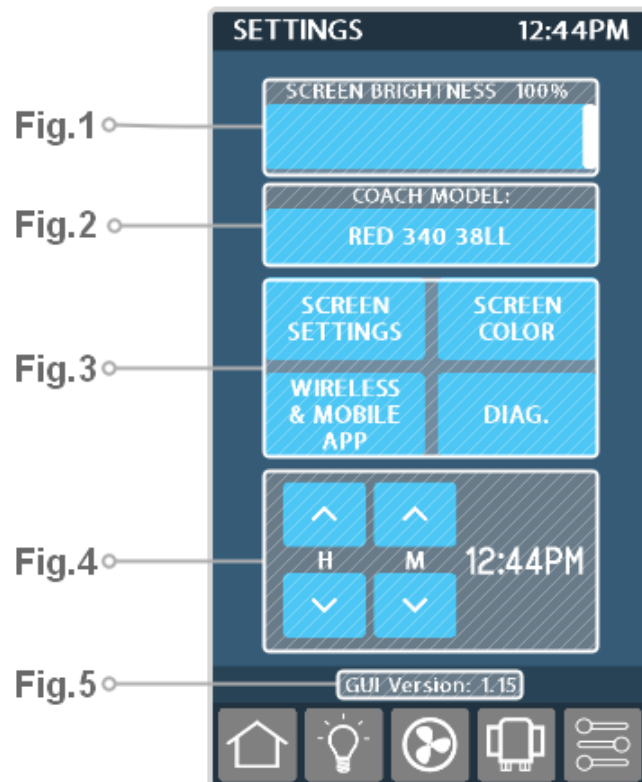 SETTINGS 12:44PM
Fig.1
SCREEN BRIGHTNESS 100%
Fig.2
COACH MODEL:
RED 340 38LL
Fig.3
SCREEN
SETTINGS
SCREEN
COLOR
WIRELESS
& MOBILE
APP
DIAG.
Fig.4
H M 12:44PM
Fig.5
GUI Version: 1.15